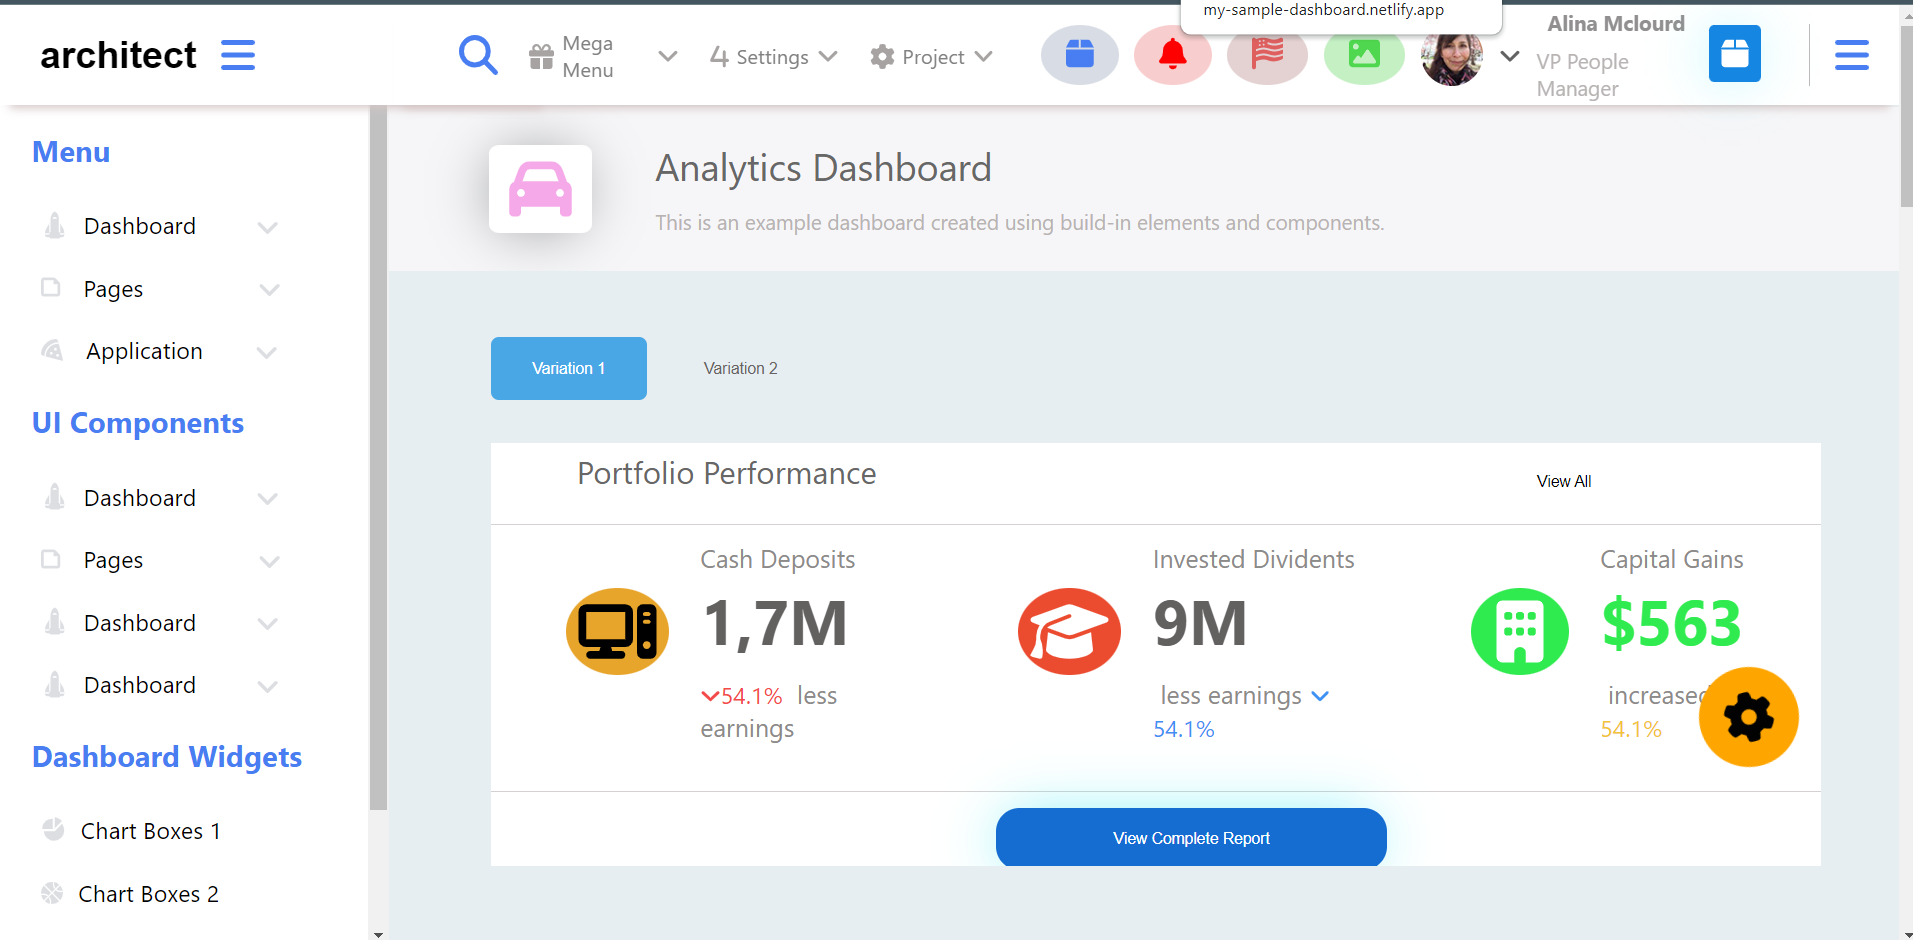 my-sample-dashboard.netlify.app
architect
Mega
Menu
Settings
Project
Alina Mclourd
VP People
Manager
Menu
Dashboard
Pages
Application
UI Components
Dashboard
Pages
Dashboard
Dashboard
Dashboard Widgets
Chart Boxes 1
Chart Boxes 2
Analytics Dashboard
This is an example dashboard created using build-in elements and components.
Variation 1
Variation 2
Portfolio Performance
View All
Cash Deposits
1,7M
54.1% less
earnings
Invested Dividents
9M
less earnings
54.1%
Capital Gains
$563
increased
54.1%
View Complete Report